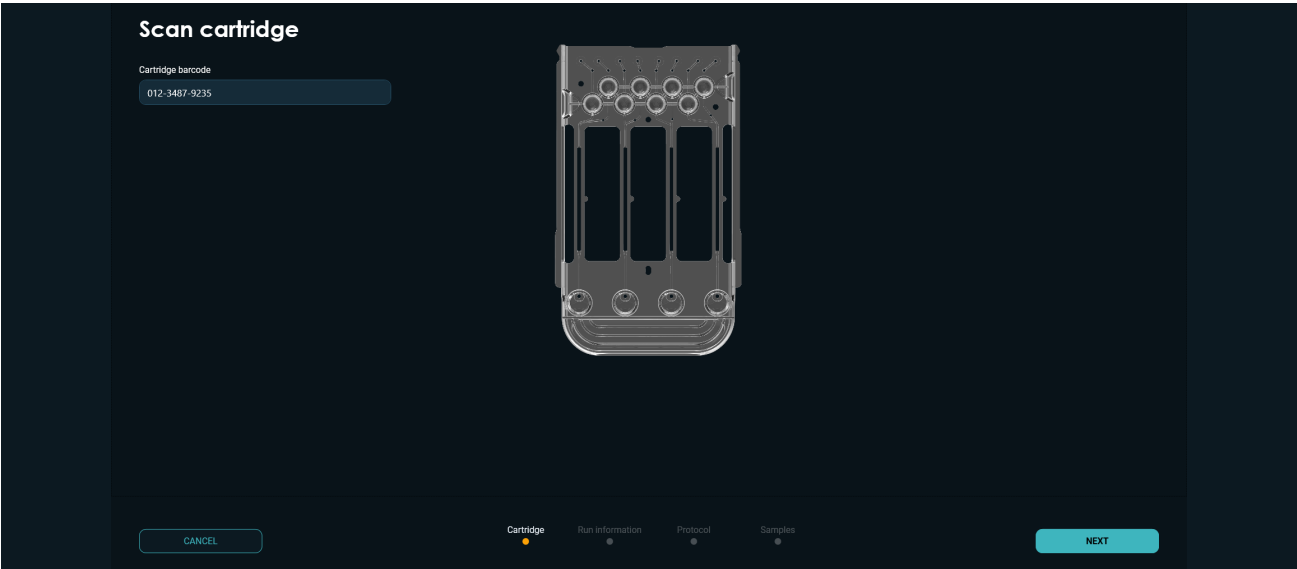 Scan cartridge
Cartridge barcode
012-3487-9235
Cartridge
Run information
Protocol
Samples
CANCEL
NEXT